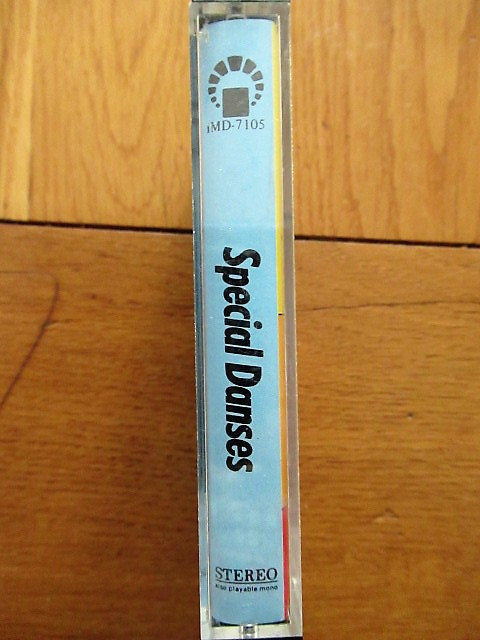 IMD-7105
Special Danses
STEREO
also playable mono